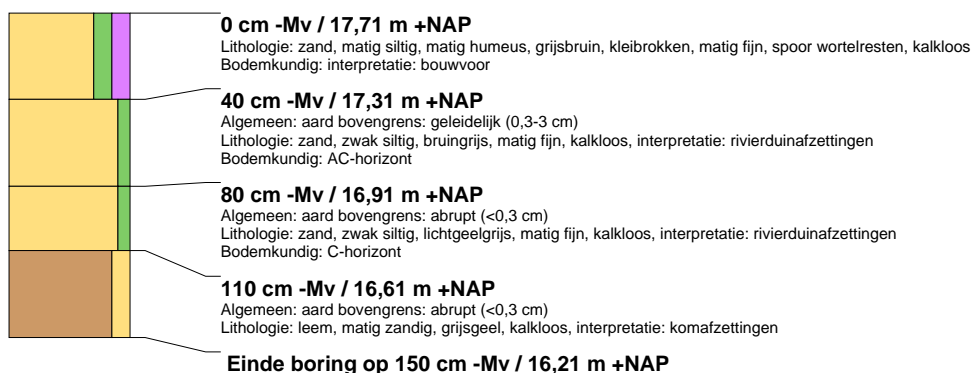 0 cm -Mv / 17,71 m +NAP
Lithologie: zand, matig siltig, matig humeus, grijsbruin, kleibrokken, matig fijn, spoor wortelresten, kalkloos
Bodemkundig: interpretatie: bouwvoor
40 cm -Mv / 17,31 m +NAP
Algemeen: aard bovengrens: geleidelijk (0,3-3 cm)
Lithologie: zand, zwak siltig, bruingrijs, matig fijn, kalkloos, interpretatie: rivierduinafzettingen
Bodemkundig: AC-horizont
80 cm -Mv / 16,91 m +NAP
Algemeen: aard bovengrens: abrupt (<0,3 cm)
Lithologie: zand, zwak siltig, lichtgeelgrijs, matig fijn, kalkloos, interpretatie: rivierduinafzettingen
Bodemkundig: C-horizont
110 cm -Mv / 16,61 m +NAP
Algemeen: aard bovengrens: abrupt (<0,3 cm)
Lithologie: leem, matig zandig, grijsgeel, kalkloos, interpretatie: komafzettingen
Einde boring op 150 cm -Mv / 16,21 m +NAP